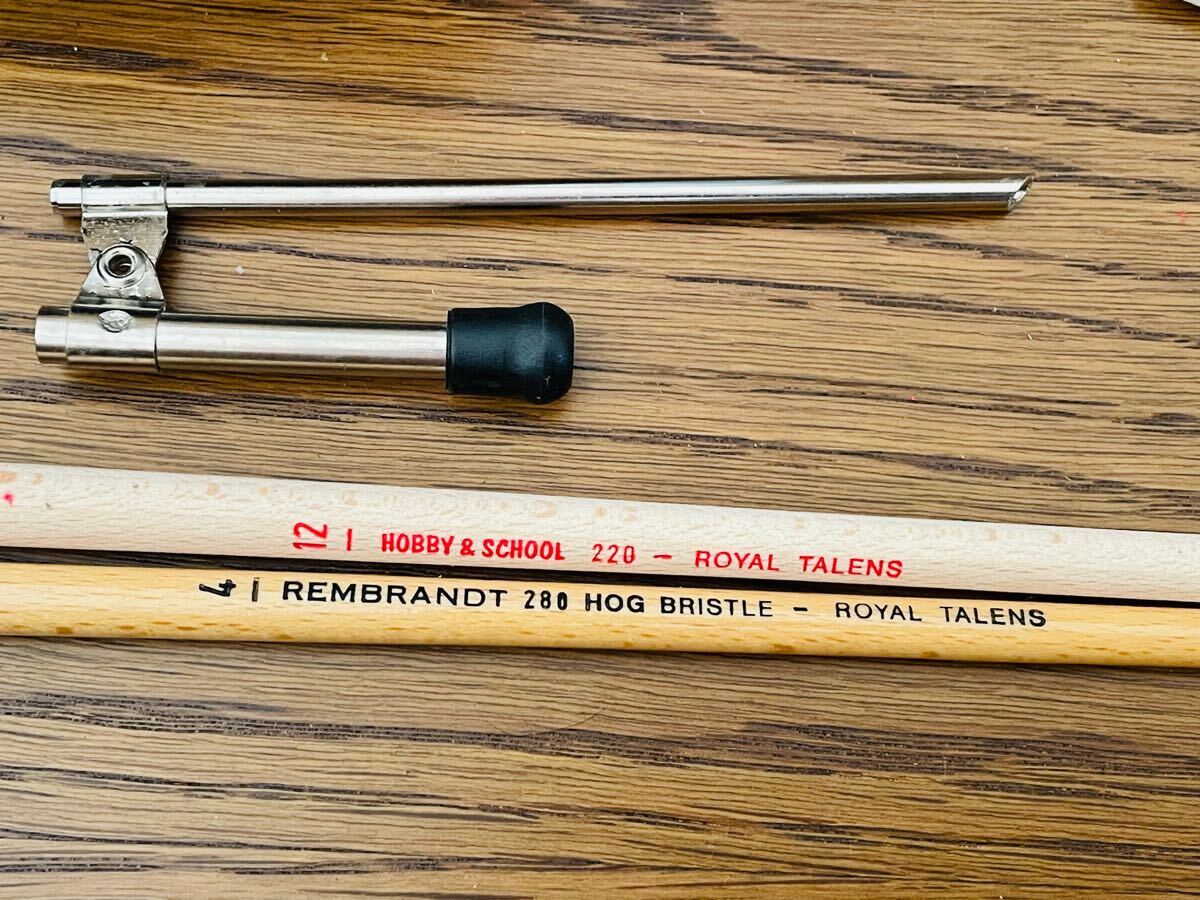 12 | HOBBY & SCHOOL 220 – ROYAL TALENS
4 | REMBRANDT 280 HOG BRISTLE – ROYAL TALENS